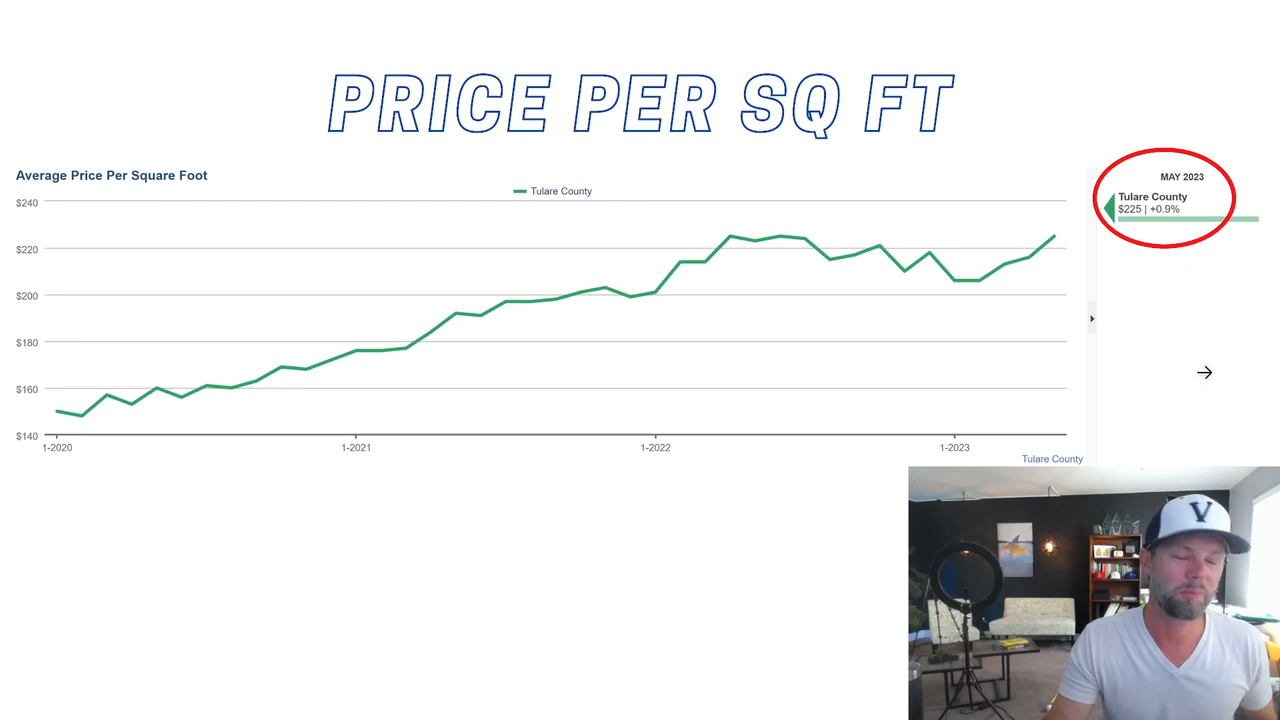 PRICE PER SQ FT
Average Price Per Square Foot
Tulare County
MAY 2023
Tulare County
$225 | +0.9%
$240
$220
$200
$180
$160
$140
1-2020
1-2021
1-2022
1-2023
Tulare County
V